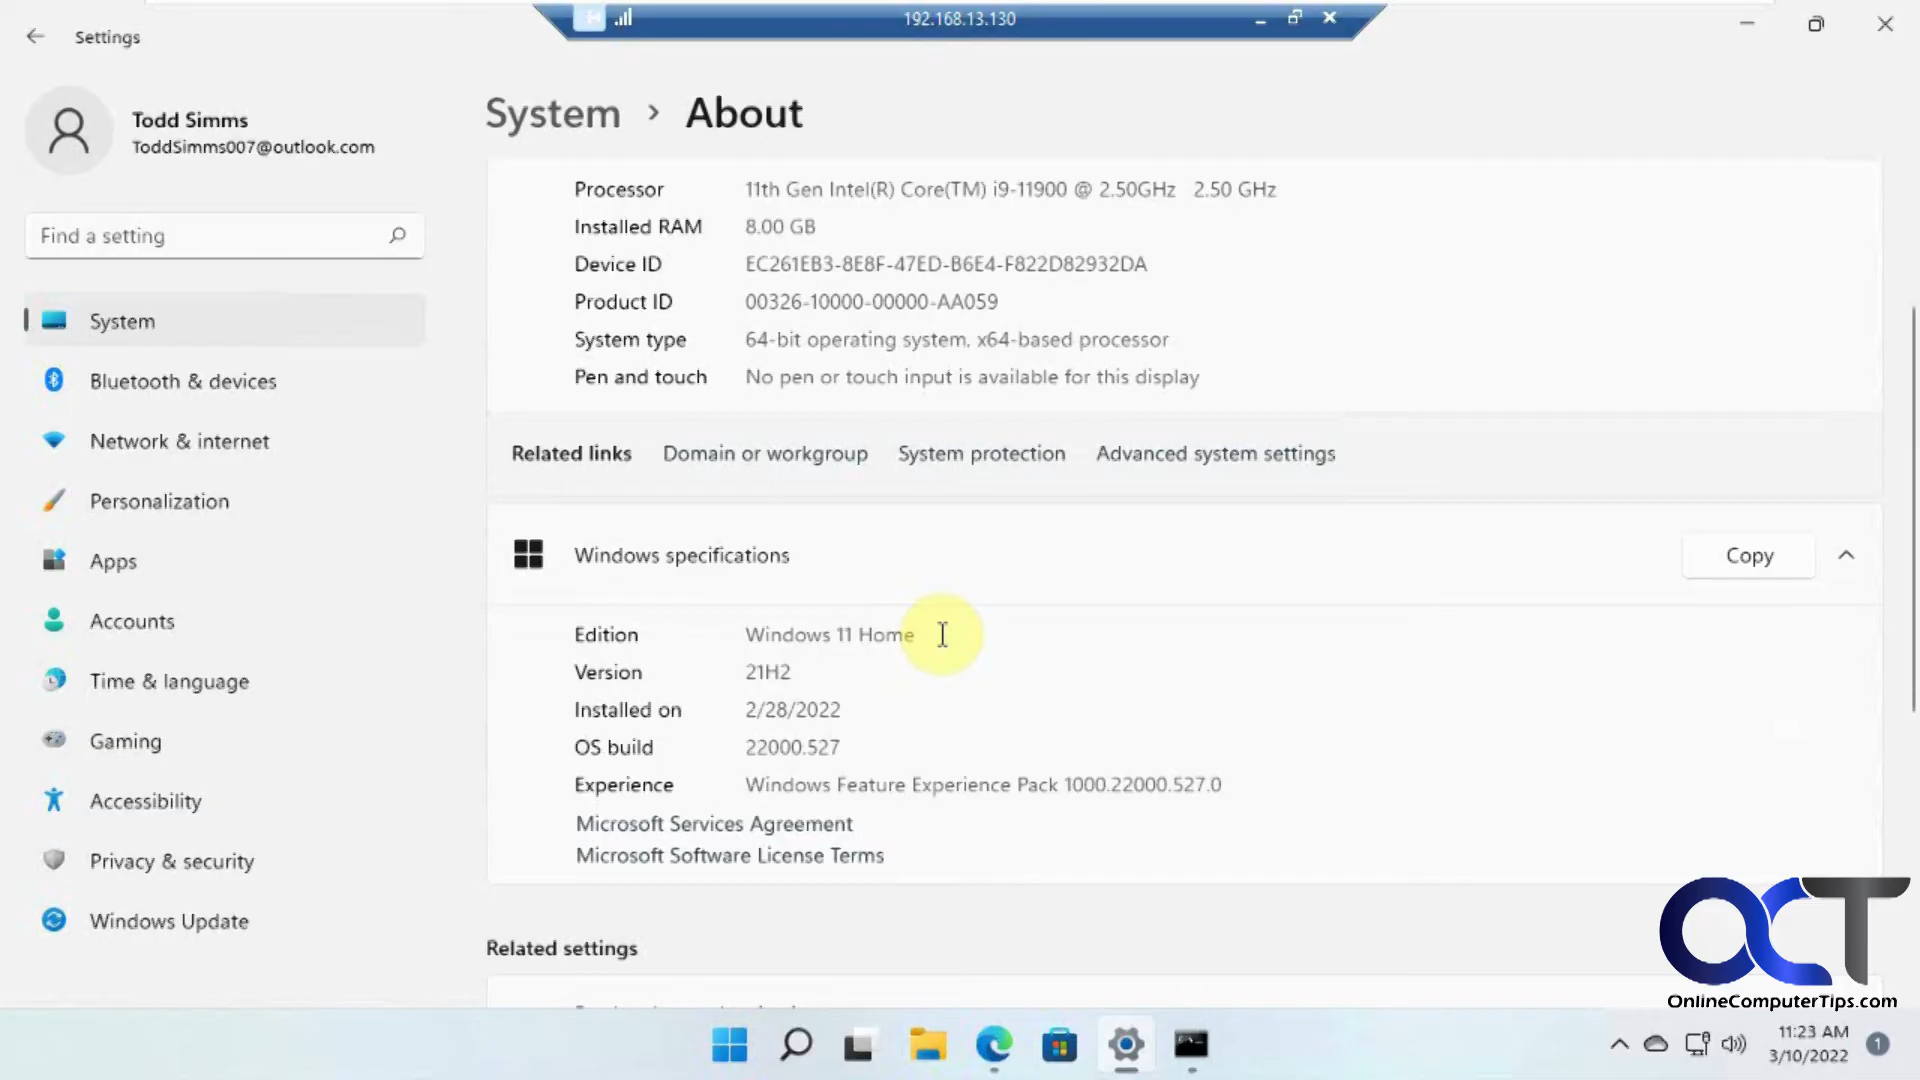 192.168.13.130
Settings
Todd Simms
ToddSimms007@outlook.com
Find a setting
System
Bluetooth & devices
Network & internet
Personalization
Apps
Accounts
Time & language
Gaming
Accessibility
Privacy & security
Windows Update
System › About
Processor 11th Gen Intel(R) Core(TM) i9-11900 @ 2.50GHz 2.50 GHz
Installed RAM 8.00 GB
Device ID EC261EB3-8E8F-47ED-B6E4-F822D82932DA
Product ID 00326-10000-00000-AA059
System type 64-bit operating system, x64-based processor
Pen and touch No pen or touch input is available for this display
Related links Domain or workgroup System protection Advanced system settings
Windows specifications Copy
Edition Windows 11 Home
Version 21H2
Installed on 2/28/2022
OS build 22000.527
Experience Windows Feature Experience Pack 1000.22000.527.0
Microsoft Services Agreement
Microsoft Software License Terms
Related settings
OCT
OnlineComputerTips.com
11:23 AM
3/10/2022
1